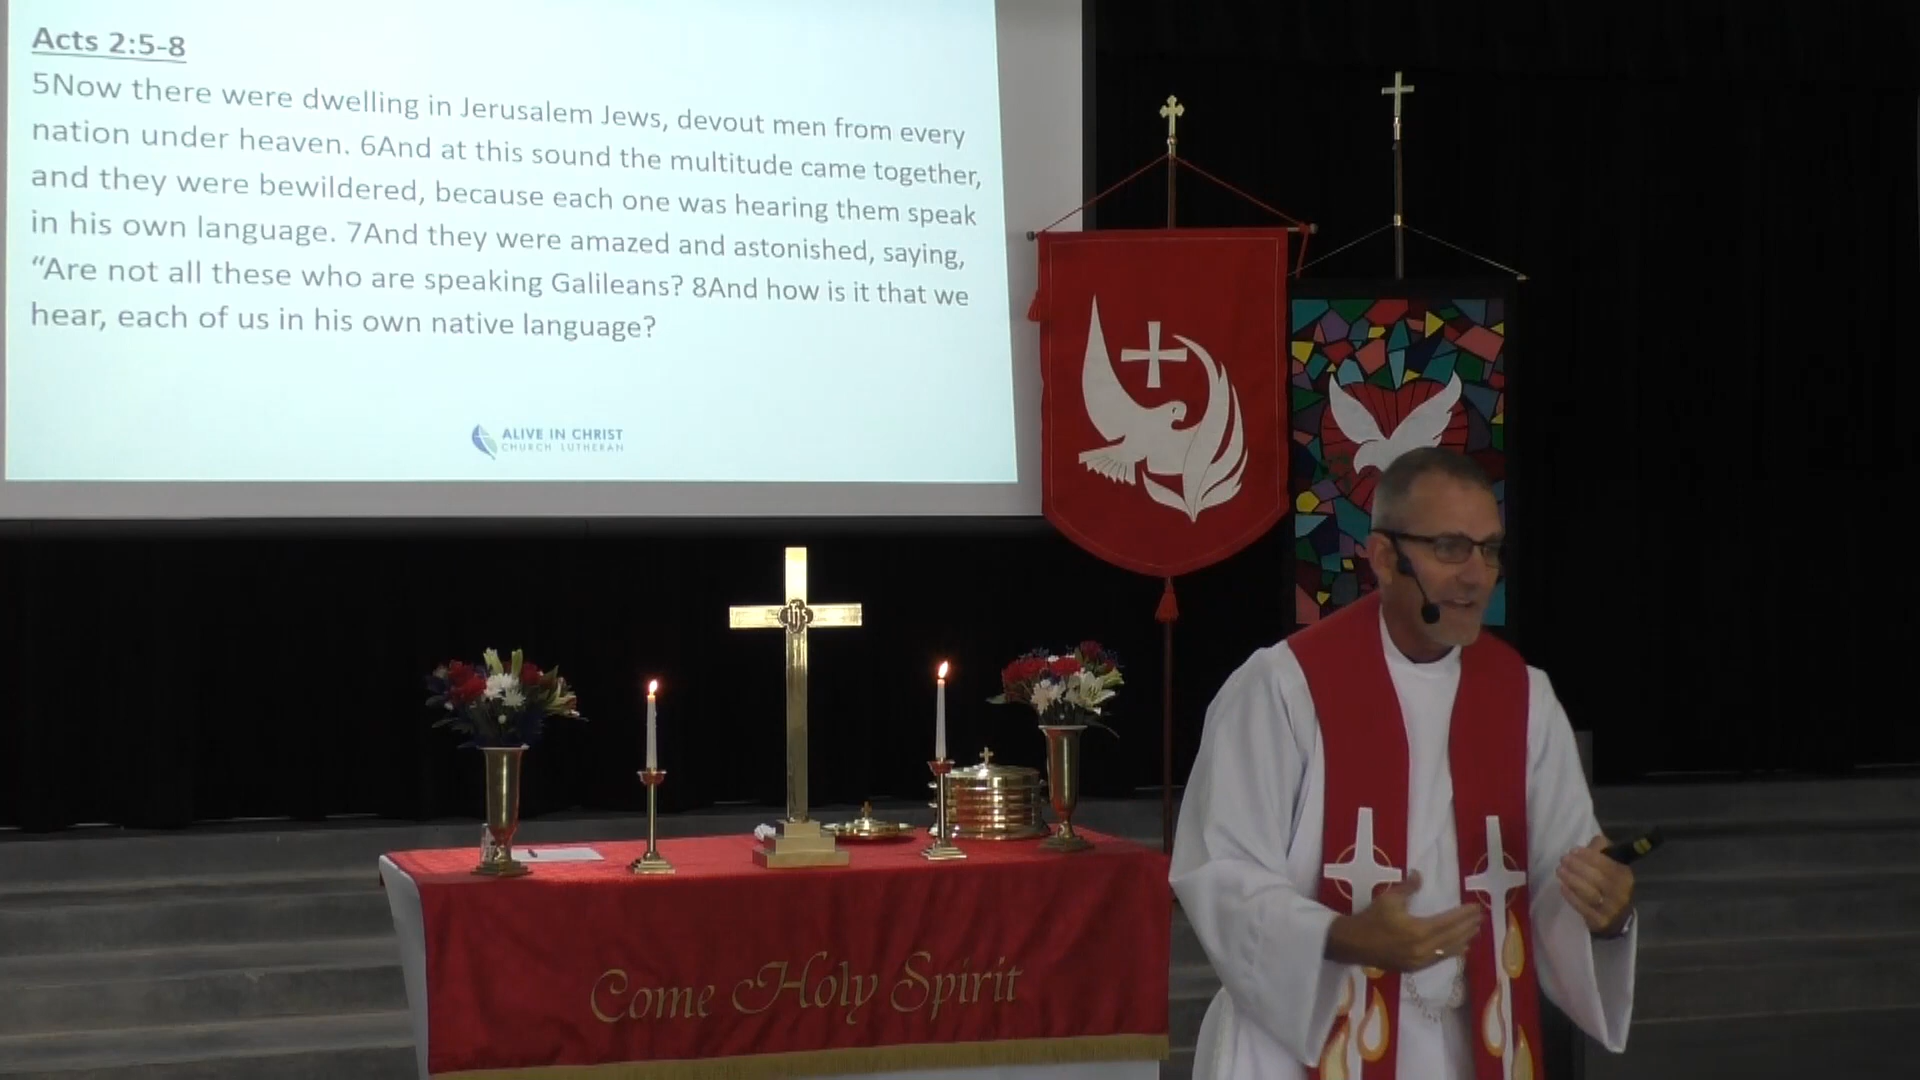 Acts 2:5-8
5Now there were dwelling in Jerusalem Jews, devout men from every
nation under heaven. 6And at this sound the multitude came together,
and they were bewildered, because each one was hearing them speak
in his own language. 7And they were amazed and astonished, saying,
“Are not all these who are speaking Galileans? 8And how is it that we
hear, each of us in his own native language?
ALIVE IN CHRIST
CHURCH LUTHERAN
ihs
Come Holy Spirit